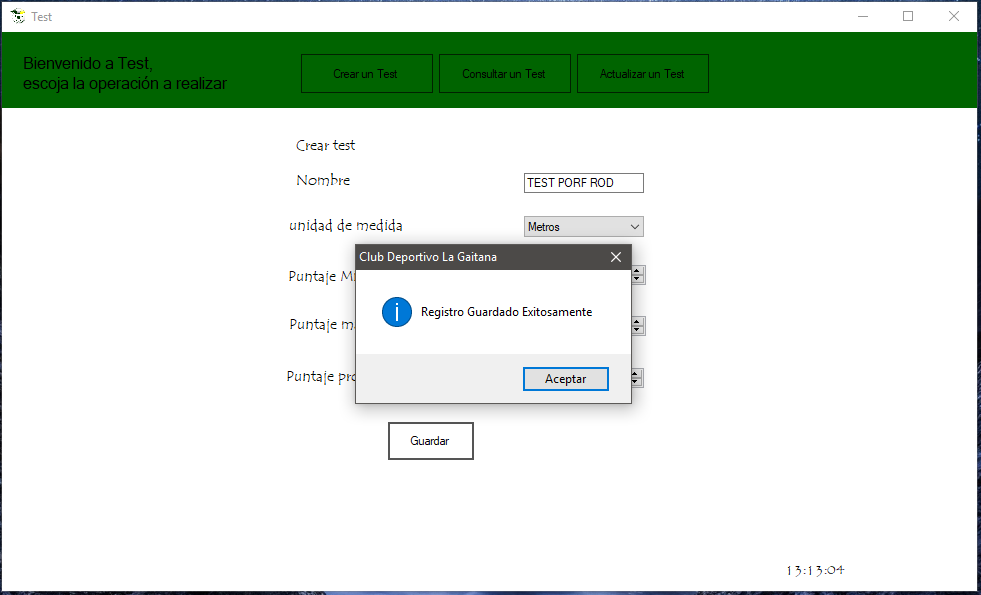 Test
Bienvenido a Test,
escoja la operación a realizar
Crear un Test
Consultar un Test
Actualizar un Test
Crear test
Nombre
TEST PORF ROD
unidad de medida
Metros
Club Deportivo La Gaitana
Puntaje
Registro Guardado Exitosamente
Puntaje
Puntaje
Aceptar
Guardar
13:13:04